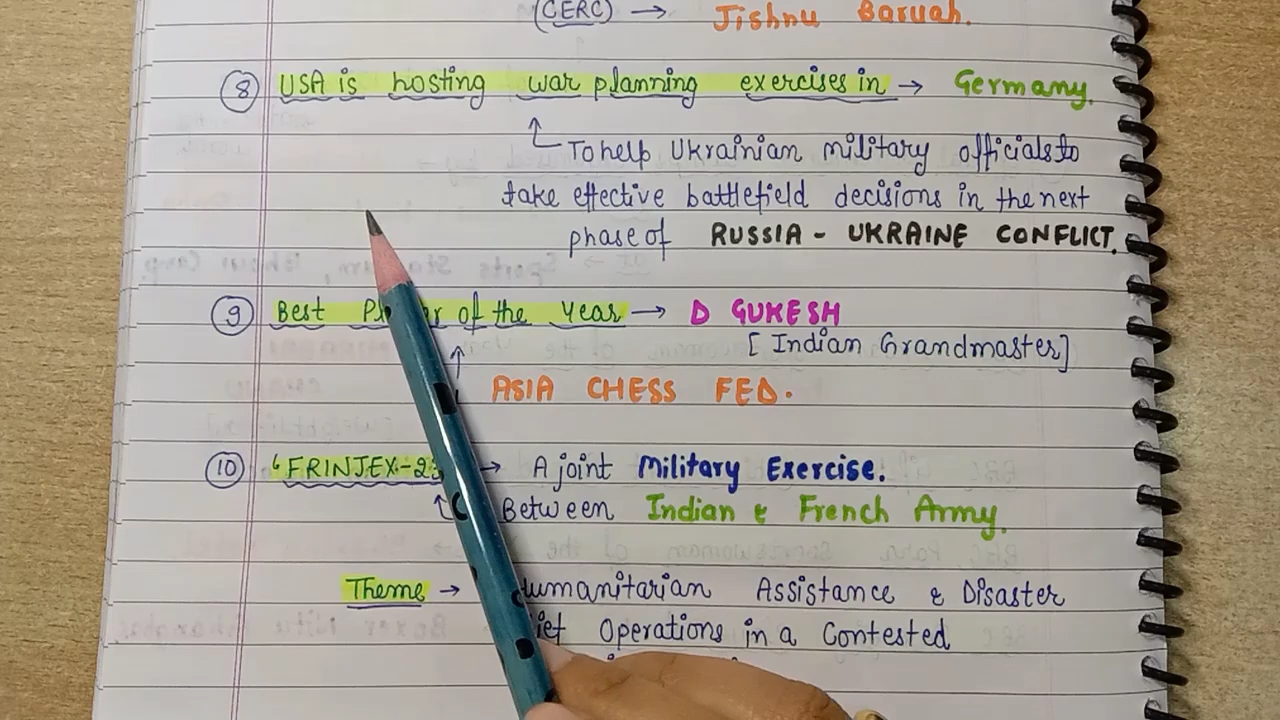 (CERC) → Jishnu Baruah.
⑧ USA is hosting war planning exercises in → Germany.
To help Ukrainian military officials to
take effective battlefield decisions in the next
phase of RUSSIA - UKRAINE CONFLICT.
⑨ Best of the Year → D GUKESH
[Indian Grandmaster]
ASIA CHESS FED.
⑩ 'FRINJEX-23 → A joint Military Exercise.
Between Indian & French Army.
Theme → Humanitarian Assistance & Disaster
Operations in a Contested